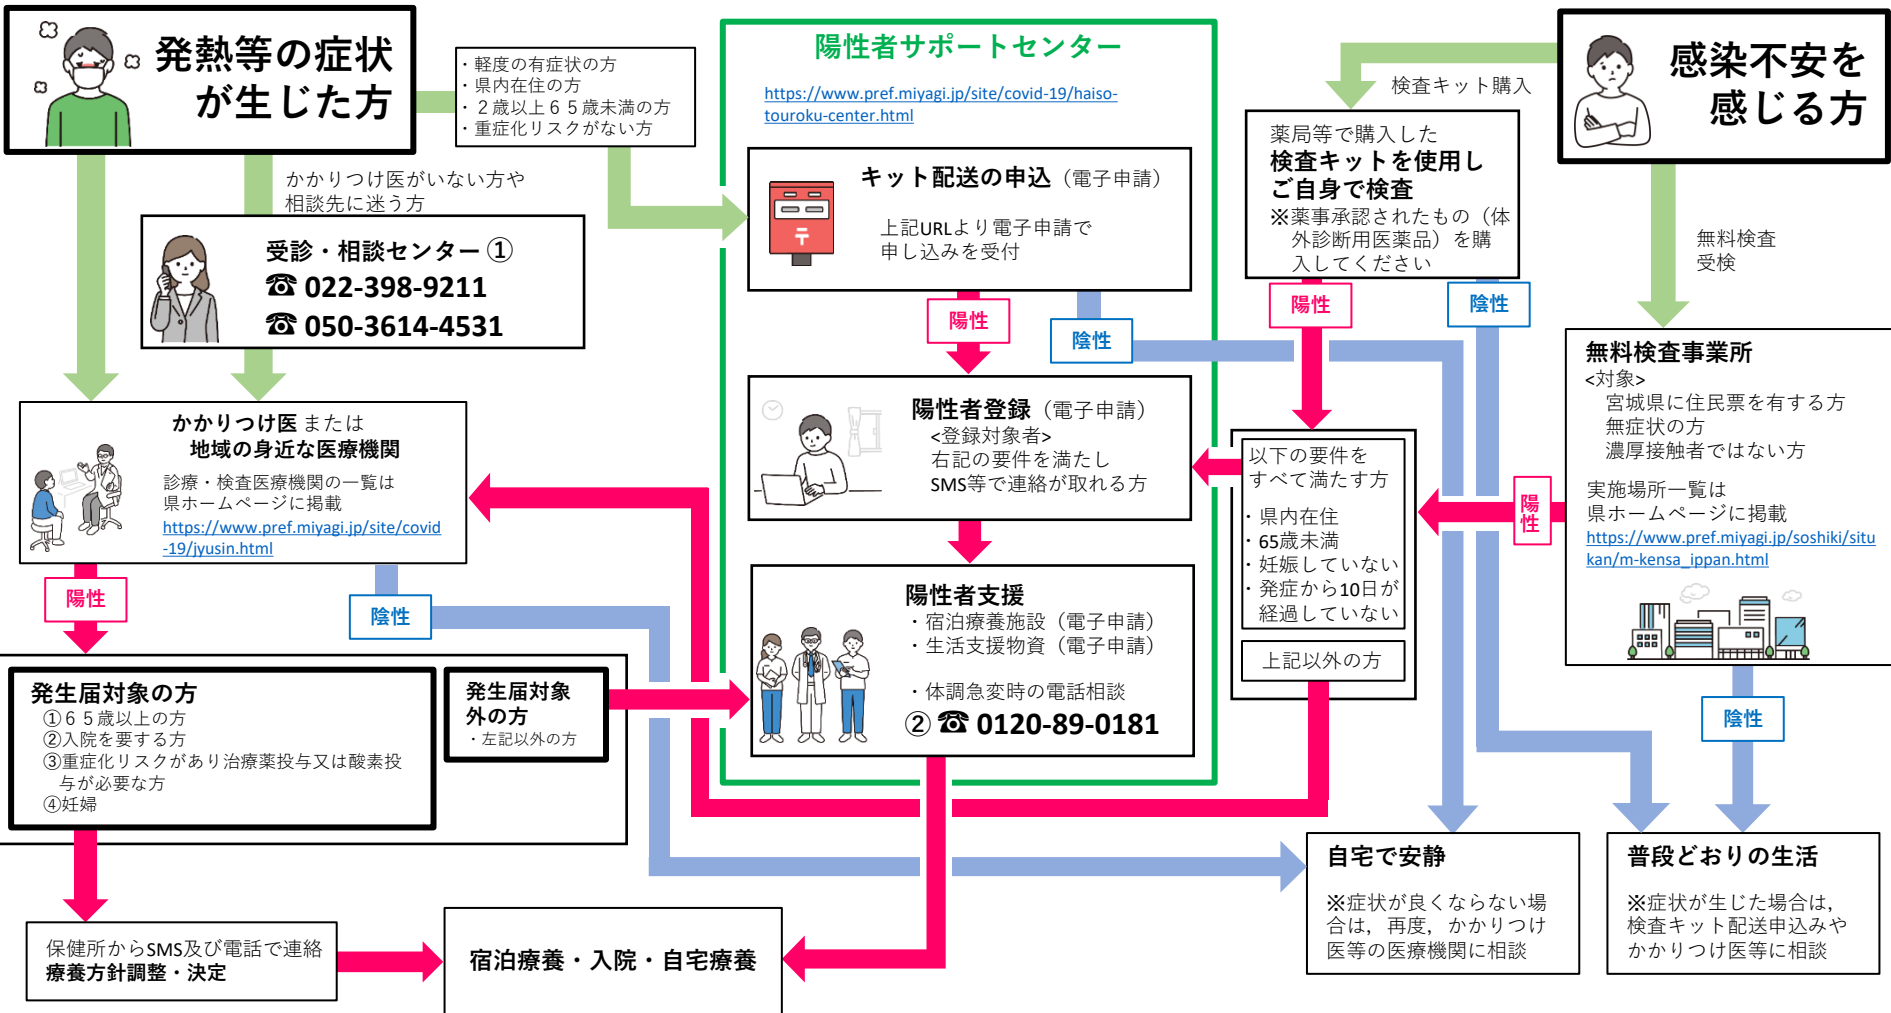 発熱等の症状
が生じた方
・軽度の有症状の方
・県内在住の方
・２歳以上６５歳未満の方
・重症化リスクがない方
かかりつけ医がいない方や
相談先に迷う方
受診・相談センター ①
☎ 022-398-9211
☎ 050-3614-4531
かかりつけ医 または
地域の身近な医療機関
診療・検査医療機関の一覧は
県ホームページに掲載
https://www.pref.miyagi.jp/site/covid
-19/jyusin.html
陽性
陰性
発生届対象の方
①６５歳以上の方
②入院を要する方
③重症化リスクがあり治療薬投与又は酸素投
与が必要な方
④妊婦
発生届対象
外の方
・左記以外の方
保健所からSMS及び電話で連絡
療養方針調整・決定
宿泊療養・入院・自宅療養
陽性者サポートセンター
https://www.pref.miyagi.jp/site/covid-19/haiso-
touroku-center.html
キット配送の申込（電子申請）
上記URLより電子申請で
申し込みを受付
陽性
陰性
陽性者登録（電子申請）
<登録対象者>
右記の要件を満たし
SMS等で連絡が取れる方
陽性者支援
・宿泊療養施設（電子申請）
・生活支援物資（電子申請）
・体調急変時の電話相談
② ☎ 0120-89-0181
感染不安を
感じる方
検査キット購入
薬局等で購入した
検査キットを使用し
ご自身で検査
※薬事承認されたもの（体
外診断用医薬品）を購
入してください
陽性
陰性
以下の要件を
すべて満たす方
・県内在住
・65歳未満
・妊娠していない
・発症から10日が
経過していない
上記以外の方
無料検査
受検
無料検査事業所
<対象>
宮城県に住民票を有する方
無症状の方
濃厚接触者ではない方
実施場所一覧は
県ホームページに掲載
https://www.pref.miyagi.jp/soshiki/situ
kan/m-kensa_ippan.html
陽性
陰性
自宅で安静
※症状が良くならない場
合は，再度，かかりつけ
医等の医療機関に相談
普段どおりの生活
※症状が生じた場合は，
検査キット配送申込みや
かかりつけ医等に相談